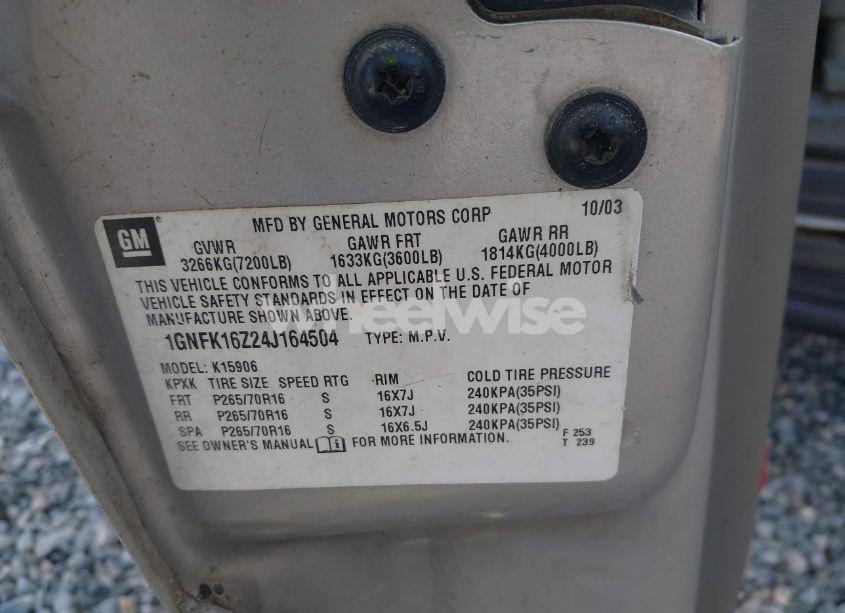 GM
MFD BY GENERAL MOTORS CORP 10/03
GVWR GAWR FRT GAWR RR
3266KG(7200LB) 1633KG(3600LB) 1814KG(4000LB)
THIS VEHICLE CONFORMS TO ALL APPLICABLE U.S. FEDERAL MOTOR
VEHICLE SAFETY STANDARDS IN EFFECT ON THE DATE OF
MANUFACTURE SHOWN ABOVE.
wheelwise
1GNFK16Z24J164504 TYPE: M.P.V.
MODEL: K15906
KPXK TIRE SIZE SPEED RTG RIM COLD TIRE PRESSURE
FRT P265/70R16 S 16X7J 240KPA(35PSI)
RR P265/70R16 S 16X7J 240KPA(35PSI)
SPA P265/70R16 S 16X6.5J 240KPA(35PSI)
SEE OWNER'S MANUAL FOR MORE INFORMATION.
F 253
T 239